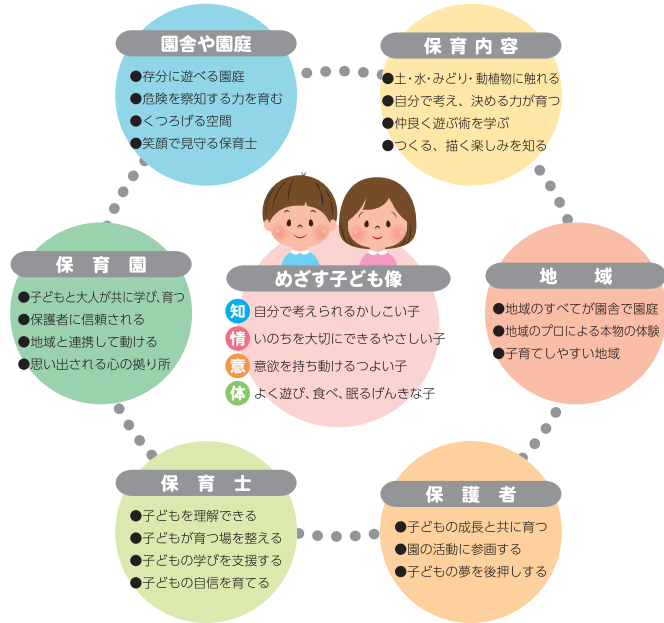 園舎や園庭
●存分に遊べる園庭
●危険を察知する力を育む
●くつろげる空間
●笑顔で見守る保育士
保育内容
●土・水・みどり・動植物に触れる
●自分で考え、決める力が育つ
●仲良く遊ぶ術を学ぶ
●つくる、描く楽しみを知る
保育園
●子どもと大人が共に学び、育つ
●保護者に信頼される
●地域と連携して動ける
●思い出される心の拠り所
めざす子ども像
知 自分で考えられるかしこい子
情 いのちを大切にできるやさしい子
意 意欲を持ち動けるつよい子
体 よく遊び、食べ、眠るげんきな子
地域
●地域のすべてが園舎で園庭
●地域のプロによる本物の体験
●子育てしやすい地域
保育士
●子どもを理解できる
●子どもが育つ場を整える
●子どもの学びを支援する
●子どもの自信を育てる
保護者
●子どもの成長と共に育つ
●園の活動に参画する
●子どもの夢を後押しする